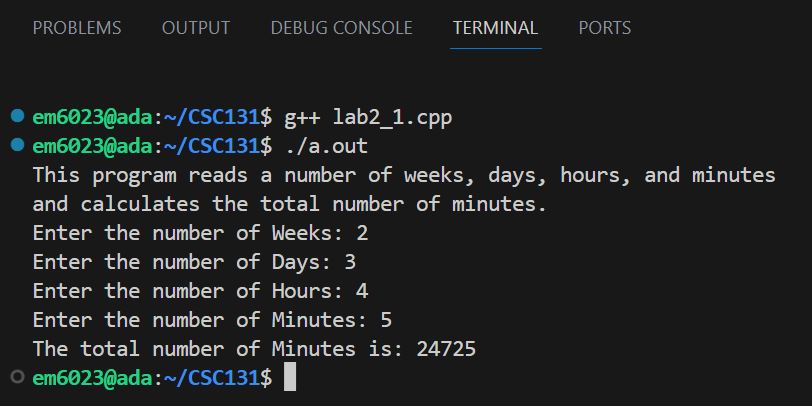 PROBLEMS OUTPUT DEBUG CONSOLE TERMINAL PORTS
em6023@ada:~/CSC131$ g++ lab2_1.cpp
em6023@ada:~/CSC131$ ./a.out
This program reads a number of weeks, days, hours, and minutes
and calculates the total number of minutes.
Enter the number of Weeks: 2
Enter the number of Days: 3
Enter the number of Hours: 4
Enter the number of Minutes: 5
The total number of Minutes is: 24725
em6023@ada:~/CSC131$